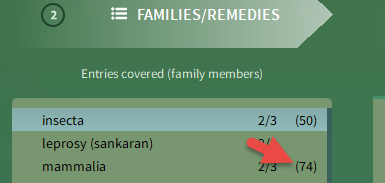 2 FAMILIES/REMEDIES
Entries covered (family members)
insecta 2/3 (50)
leprosy (sankaran)
mammalia 2/3 (74)